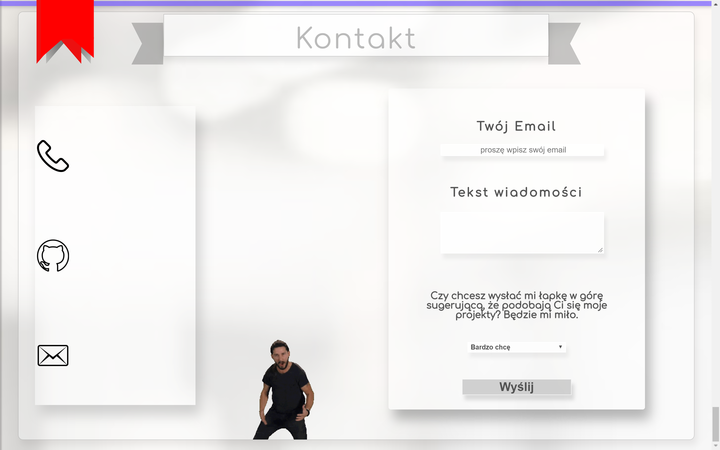 Kontakt
Twój Email
proszę wpisz swój email
Tekst wiadomości
Czy chcesz wysłać mi łapkę w górę
sugerującą, że podobają Ci się moje
projekty? Będzie mi miło.
Bardzo chcę
Wyślij